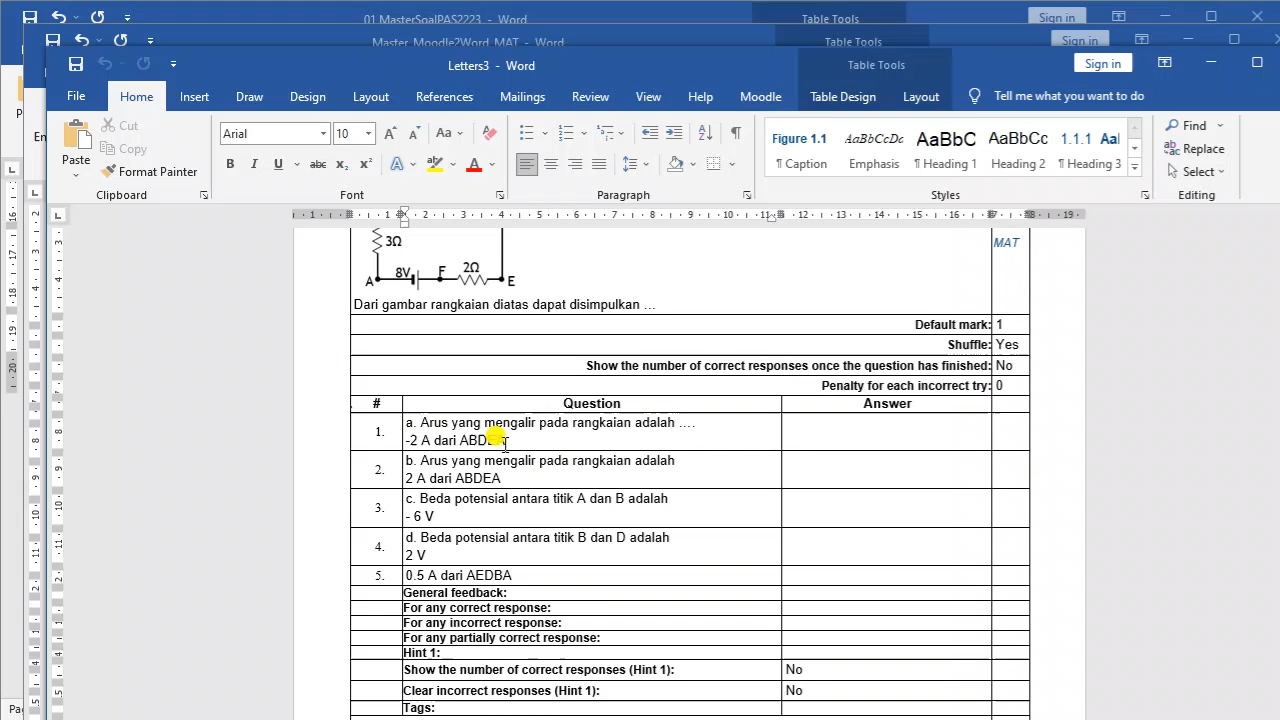 01 MasterSoalPAS2223 - Word
Table Tools
Sign in
Master_Moodle2Word_MAT - Word
Table Tools
Sign in
Letters3 - Word
Table Tools
Sign in
File
Home
Insert
Draw
Design
Layout
References
Mailings
Review
View
Help
Moodle
Table Design
Layout
Tell me what you want to do
Paste
Cut
Copy
Format Painter
Clipboard
Arial
10
Font
Paragraph
Figure 1.1
AaBbCcDc
AaBbC
AaBbCc
1.1.1 Aal
¶ Caption
Emphasis
¶ Heading 1
Heading 2
¶ Heading 3
Styles
Find
Replace
Select
Editing
3Ω
8V
F
2Ω
A
E
MAT
Dari gambar rangkaian diatas dapat disimpulkan …
Default mark: 1
Shuffle: Yes
Show the number of correct responses once the question has finished: No
Penalty for each incorrect try: 0
# Question Answer
1. a. Arus yang mengalir pada rangkaian adalah ….
-2 A dari
2. b. Arus yang mengalir pada rangkaian adalah
2 A dari ABDEA
3. c. Beda potensial antara titik A dan B adalah
- 6 V
4. d. Beda potensial antara titik B dan D adalah
2 V
5. 0.5 A dari AEDBA
General feedback:
For any correct response:
For any incorrect response:
For any partially correct response:
Hint 1:
Show the number of correct responses (Hint 1): No
Clear incorrect responses (Hint 1): No
Tags: